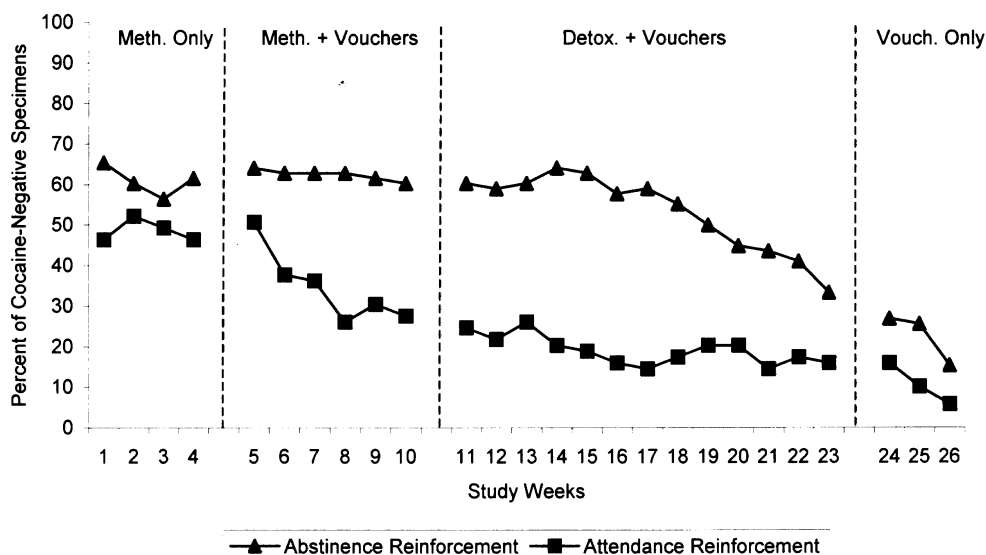 Percent of Cocaine-Negative Specimens
100
90
80
70
60
50
40
30
20
10
0
Meth. Only
Meth. + Vouchers
Detox. + Vouchers
Vouch. Only
1 2 3 4 5 6 7 8 9 10 11 12 13 14 15 16 17 18 19 20 21 22 23 24 25 26
Study Weeks
Abstinence Reinforcement Attendance Reinforcement